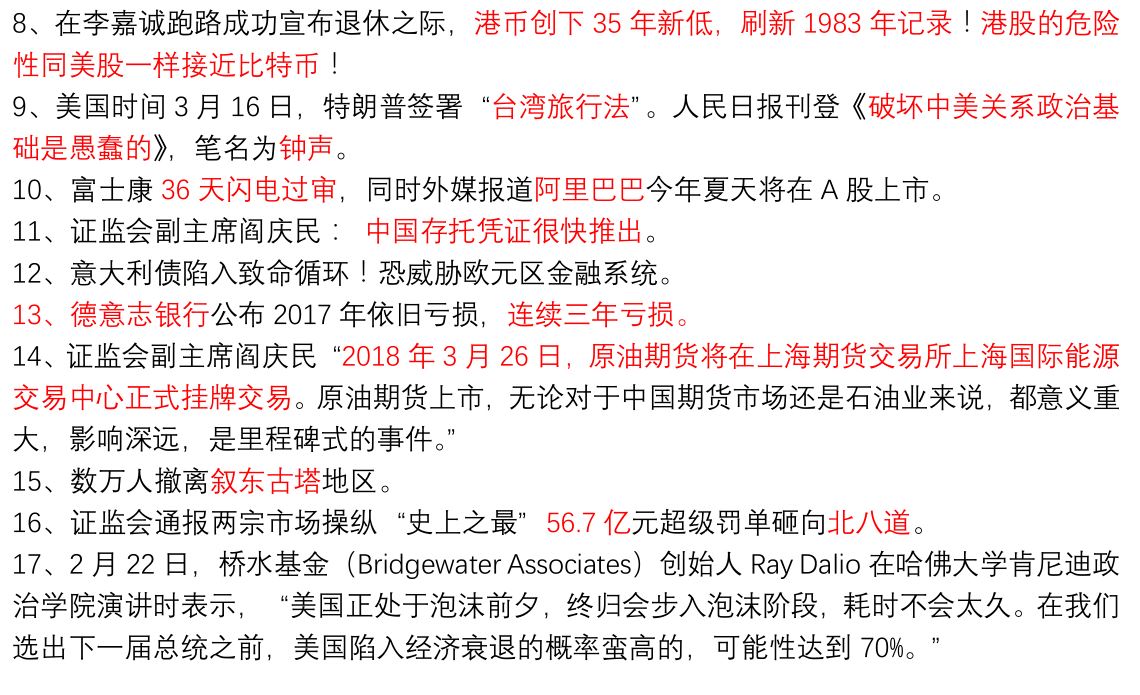 8、在李嘉诚跑路成功宣布退休之际，港币创下 35 年新低，刷新 1983 年记录！港股的危险
性同美股一样接近比特币！
9、美国时间 3 月 16 日，特朗普签署“台湾旅行法”。人民日报刊登《破坏中美关系政治基
础是愚蠢的》，笔名为钟声。
10、富士康 36 天闪电过审，同时外媒报道阿里巴巴今年夏天将在 A 股上市。
11、证监会副主席阎庆民： 中国存托凭证很快推出。
12、意大利债陷入致命循环！恐威胁欧元区金融系统。
13、德意志银行公布 2017 年依旧亏损，连续三年亏损。
14、证监会副主席阎庆民“2018 年 3 月 26 日，原油期货将在上海期货交易所上海国际能源
交易中心正式挂牌交易。原油期货上市，无论对于中国期货市场还是石油业来说，都意义重
大，影响深远，是里程碑式的事件。”
15、数万人撤离叙东古塔地区。
16、证监会通报两宗市场操纵“史上之最”56.7 亿元超级罚单砸向北八道。
17、2 月 22 日，桥水基金（Bridgewater Associates）创始人 Ray Dalio 在哈佛大学肯尼迪政
治学院演讲时表示，“美国正处于泡沫前夕，终归会步入泡沫阶段，耗时不会太久。在我们
选出下一届总统之前，美国陷入经济衰退的概率蛮高的，可能性达到 70%。”